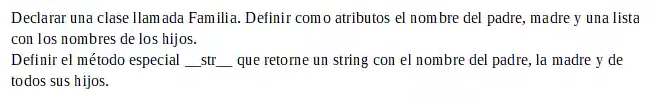 Declarar una clase llamada Familia. Definir como atributos el nombre del padre, madre y una lista
con los nombres de los hijos.
Definir el método especial __str__ que retorne un string con el nombre del padre, la madre y de
todos sus hijos.